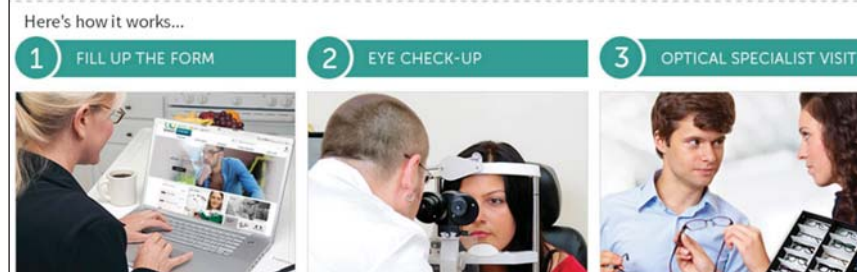 Here's how it works...
1 FILL UP THE FORM
2 EYE CHECK-UP
3 OPTICAL SPECIALIST VISIT